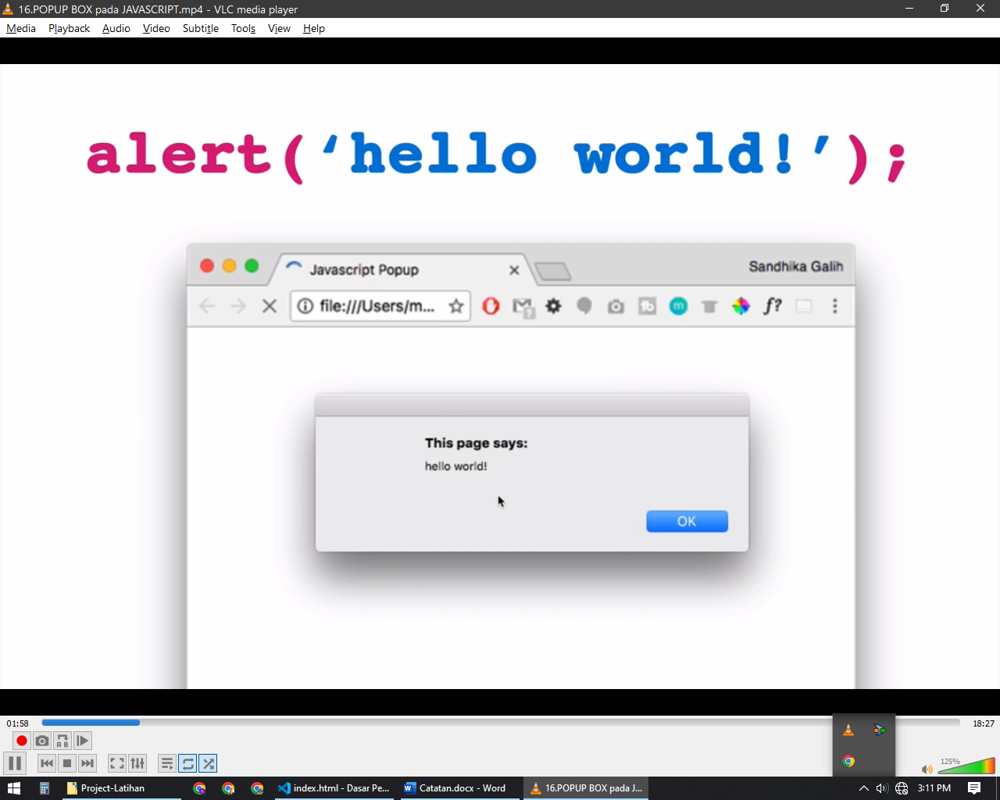 16.POPUP BOX pada JAVASCRIPT.mp4 - VLC media player
Media Playback Audio Video Subtitle Tools View Help
alert(‘hello world!’);
Javascript Popup
Sandhika Galih
file:///Users/m...
?
tb
m
f?
This page says:
hello world!
OK
01:58
18:27
A B
125%
Project-Latihan
index.html - Dasar Pe...
Catatan.docx - Word
16.POPUP BOX pada J...
3:11 PM